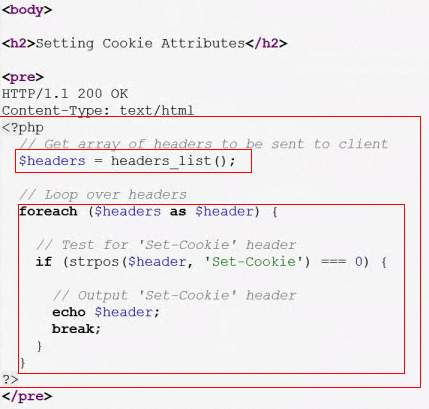 <body>
<h2>Setting Cookie Attributes</h2>
<pre>
HTTP/1.1 200 OK
Content-Type: text/html
<?php
// Get array of headers to be sent to client
$headers = headers_list();
// Loop over headers
foreach ($headers as $header) {
// Test for 'Set-Cookie' header
if (strpos($header, 'Set-Cookie') === 0) {
// Output 'Set-Cookie' header
echo $header;
break;
}
}
?>
</pre>